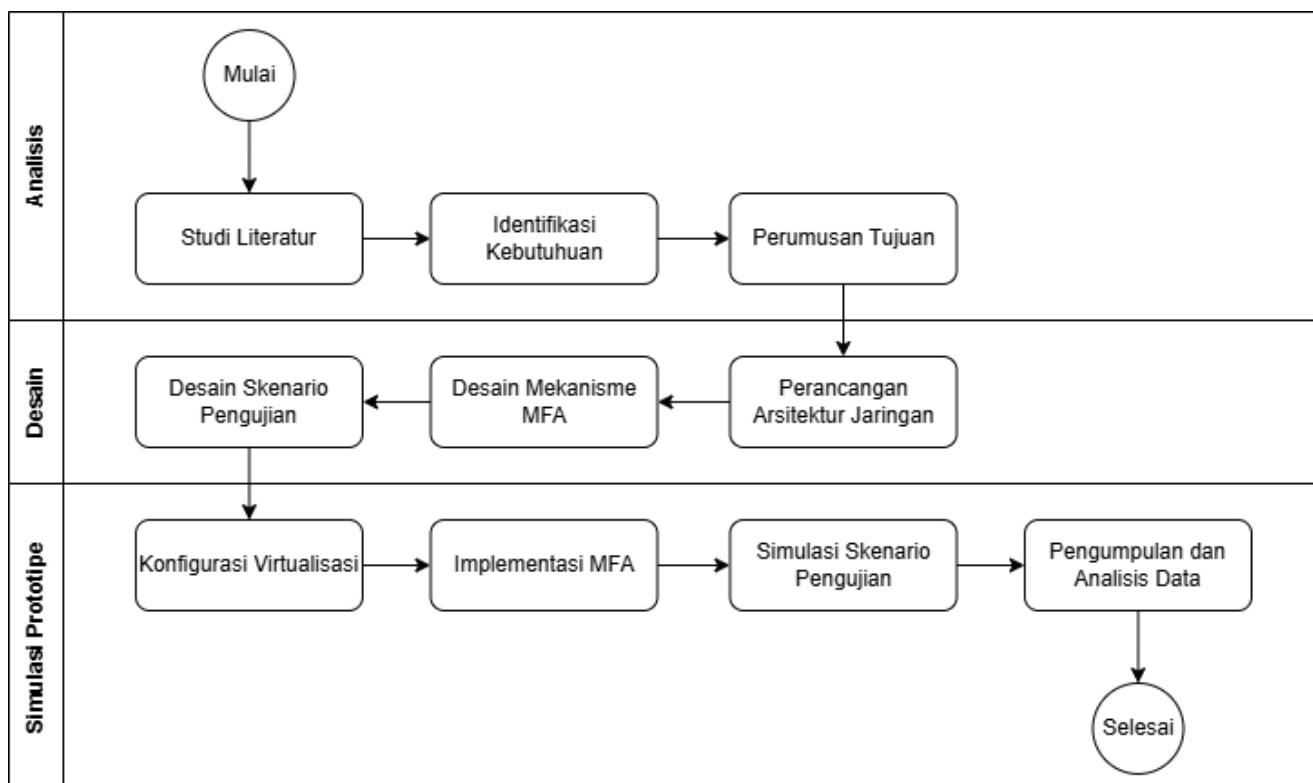 Analisis
Mulai
Studi Literatur
Identifikasi
Kebutuhuan
Perumusan Tujuan
Desain
Desain Skenario
Pengujian
Desain Mekanisme
MFA
Perancangan
Arsitektur Jaringan
Simulasi Prototipe
Konfigurasi Virtualisasi
Implementasi MFA
Simulasi Skenario
Pengujian
Pengumpulan dan
Analisis Data
Selesai